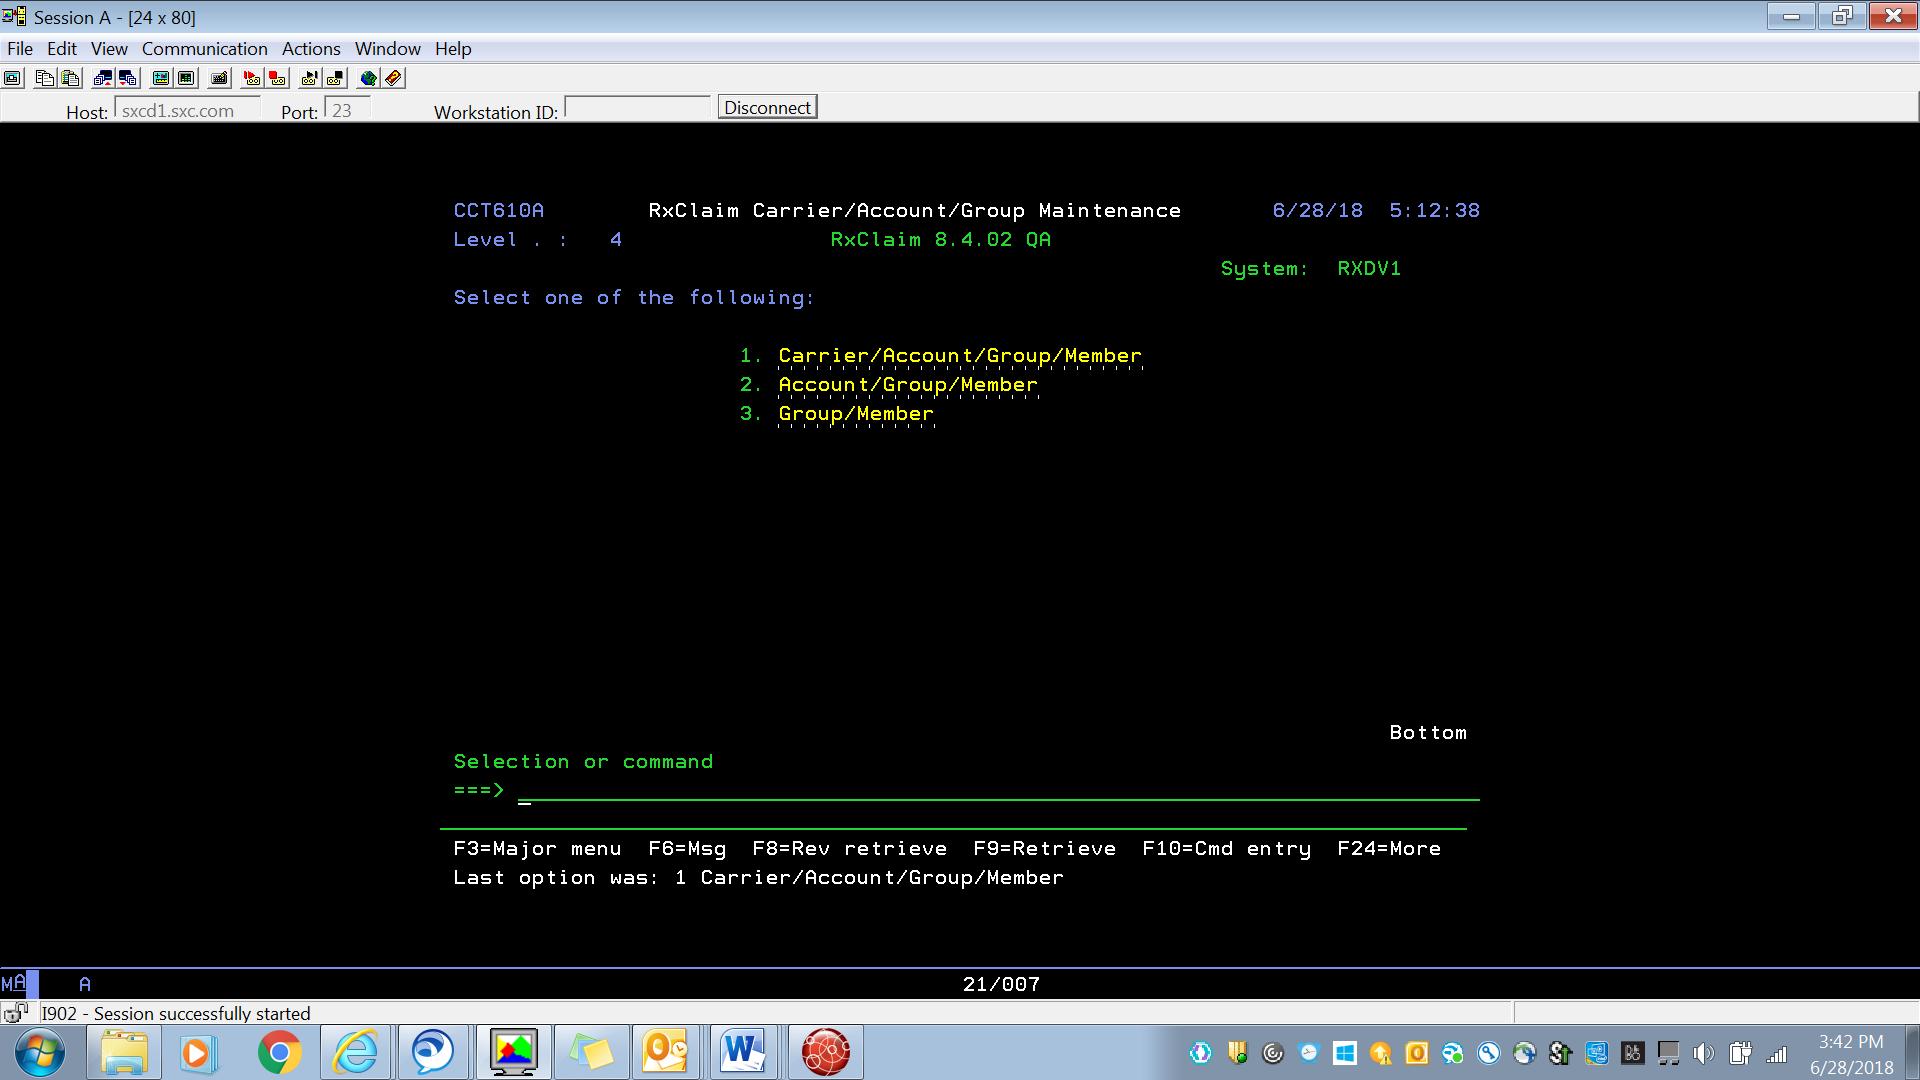 Session A - [24 x 80]
File Edit View Communication Actions Window Help
Host: sxcd1.sxc.com Port: 23 Workstation ID: Disconnect
CCT610A RxClaim Carrier/Account/Group Maintenance 6/28/18 5:12:38
Level . : 4 RxClaim 8.4.02 QA
System: RXDV1
Select one of the following:
1. Carrier/Account/Group/Member
2. Account/Group/Member
3. Group/Member
Bottom
Selection or command
===>
F3=Major menu F6=Msg F8=Rev retrieve F9=Retrieve F10=Cmd entry F24=More
Last option was: 1 Carrier/Account/Group/Member
MA A 21/007
I902 - Session successfully started
3:42 PM
6/28/2018